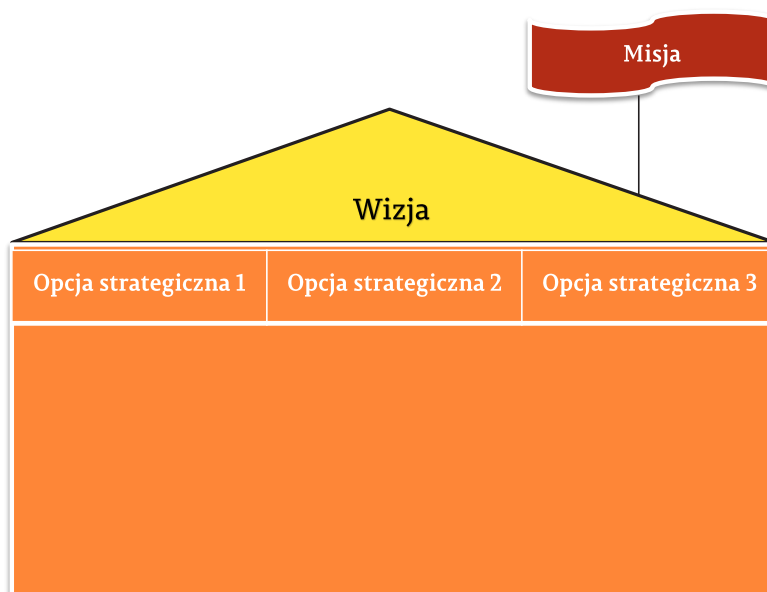 Misja
Wizja
Opcja strategiczna 1
Opcja strategiczna 2
Opcja strategiczna 3